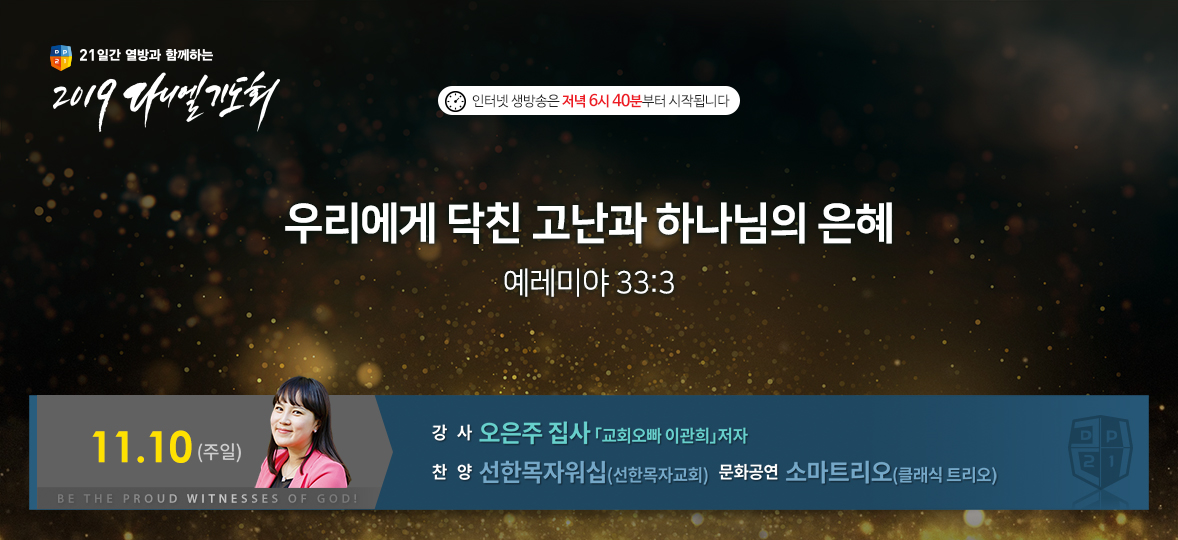 DP
21
21일간 열방과 함께하는
2019 다니엘기도회
인터넷 생방송은 저녁 6시 40분부터 시작됩니다
우리에게 닥친 고난과 하나님의 은혜
예레미야 33:3
11.10 (주일)
BE THE PROUD WITNESSES OF GOD!
강 사 오은주 집사 「교회오빠 이관희」 저자
찬 양 선한목자워십(선한목자교회) 문화공연 소마트리오(클래식 트리오)
DP
21